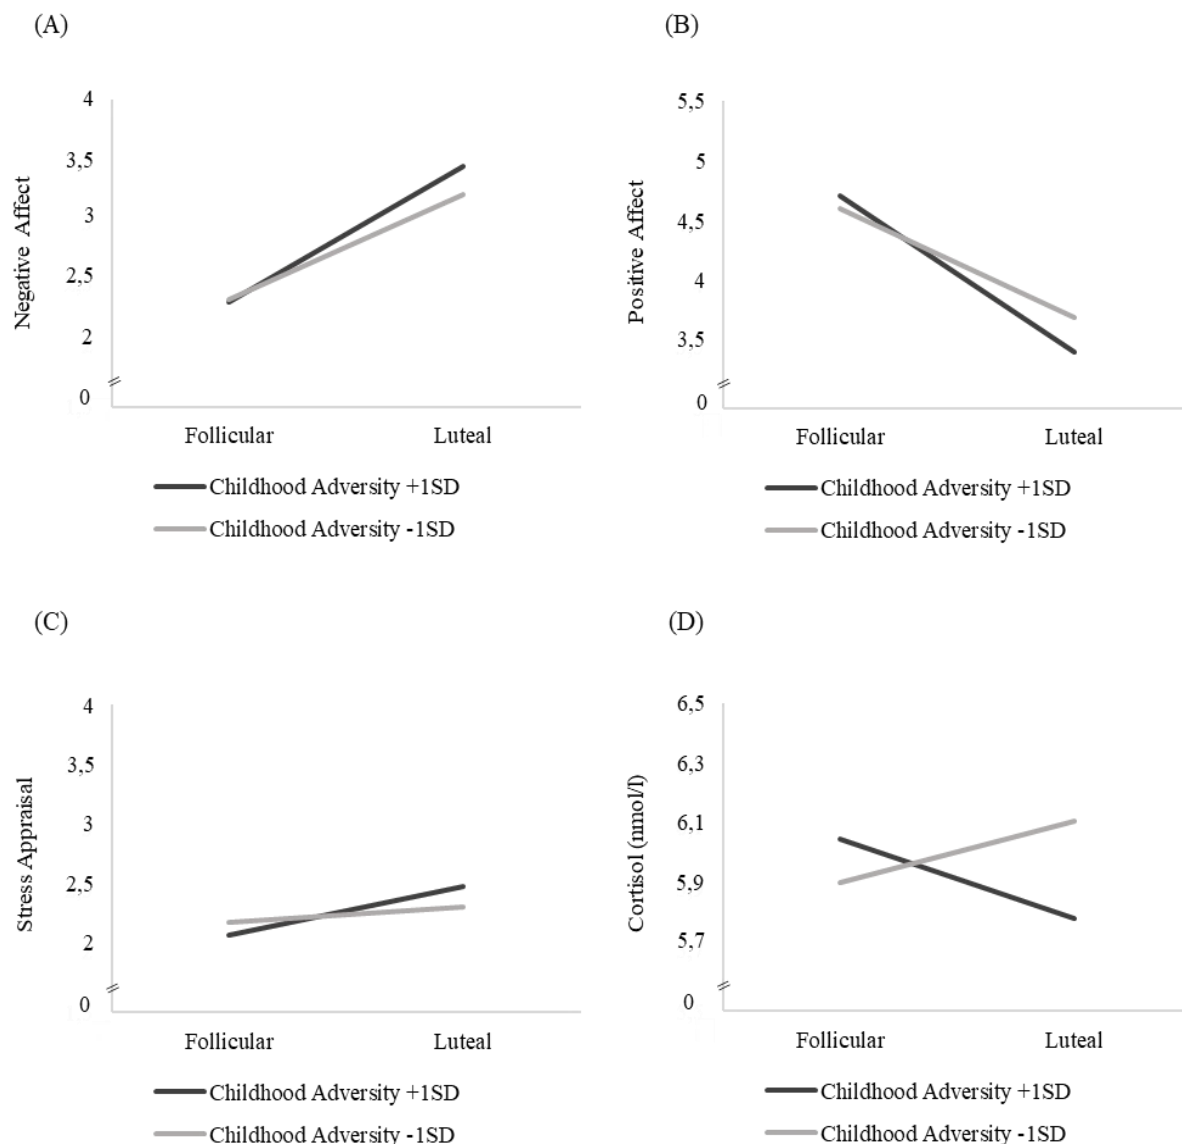 (A)
Negative Affect
4
3,5
3
2,5
2
0
Follicular Luteal
Childhood Adversity +1SD
Childhood Adversity -1SD
(B)
Positive Affect
5,5
5
4,5
4
3,5
0
Follicular Luteal
Childhood Adversity +1SD
Childhood Adversity -1SD
(C)
Stress Appraisal
4
3,5
3
2,5
2
0
Follicular Luteal
Childhood Adversity +1SD
Childhood Adversity -1SD
(D)
Cortisol (nmol/l)
6,5
6,3
6,1
5,9
5,7
0
Follicular Luteal
Childhood Adversity +1SD
Childhood Adversity -1SD